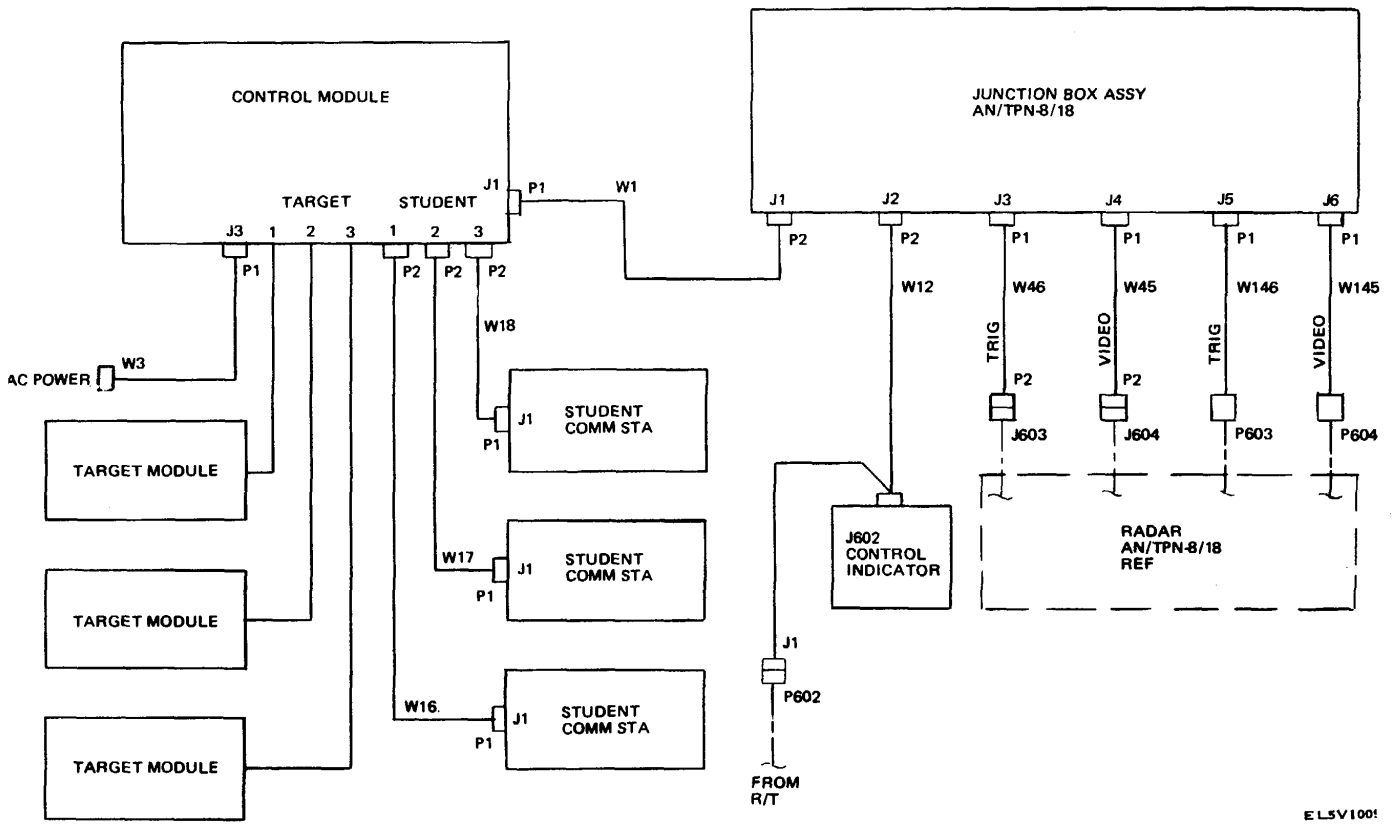 CONTROL MODULE
TARGET
STUDENT
J1
J3
1
2
3
1
2
3
P1
W1
P1
P2
P2
P2
W18
W3
AC POWER
TARGET MODULE
TARGET MODULE
TARGET MODULE
J1
STUDENT
COMM STA
P1
W17
J1
STUDENT
COMM STA
P1
W16
J1
STUDENT
COMM STA
P1
JUNCTION BOX ASSY
AN/TPN-8/18
J1
J2
J3
J4
J5
J6
P2
P2
P1
P1
P1
P1
W12
W46
W45
W146
W145
TRIG
VIDEO
TRIG
VIDEO
P2
P2
J603
J604
P603
P604
J602
CONTROL
INDICATOR
RADAR
AN/TPN-8/18
REF
J1
P602
FROM
R/T